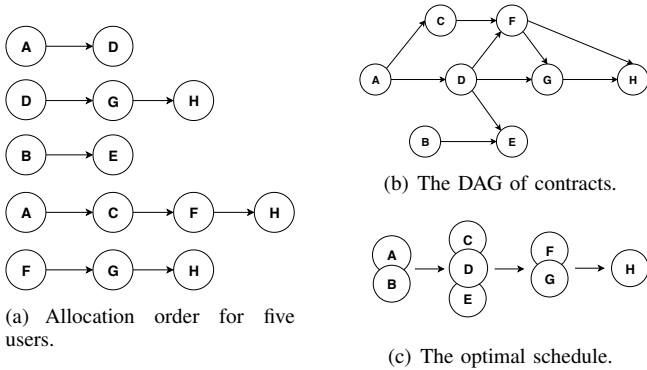 A D
D G H
B E
A C F H
F G H
(a) Allocation order for five
users.
C F
A D G H
B E
(b) The DAG of contracts.
C
A D F H
B E G
(c) The optimal schedule.